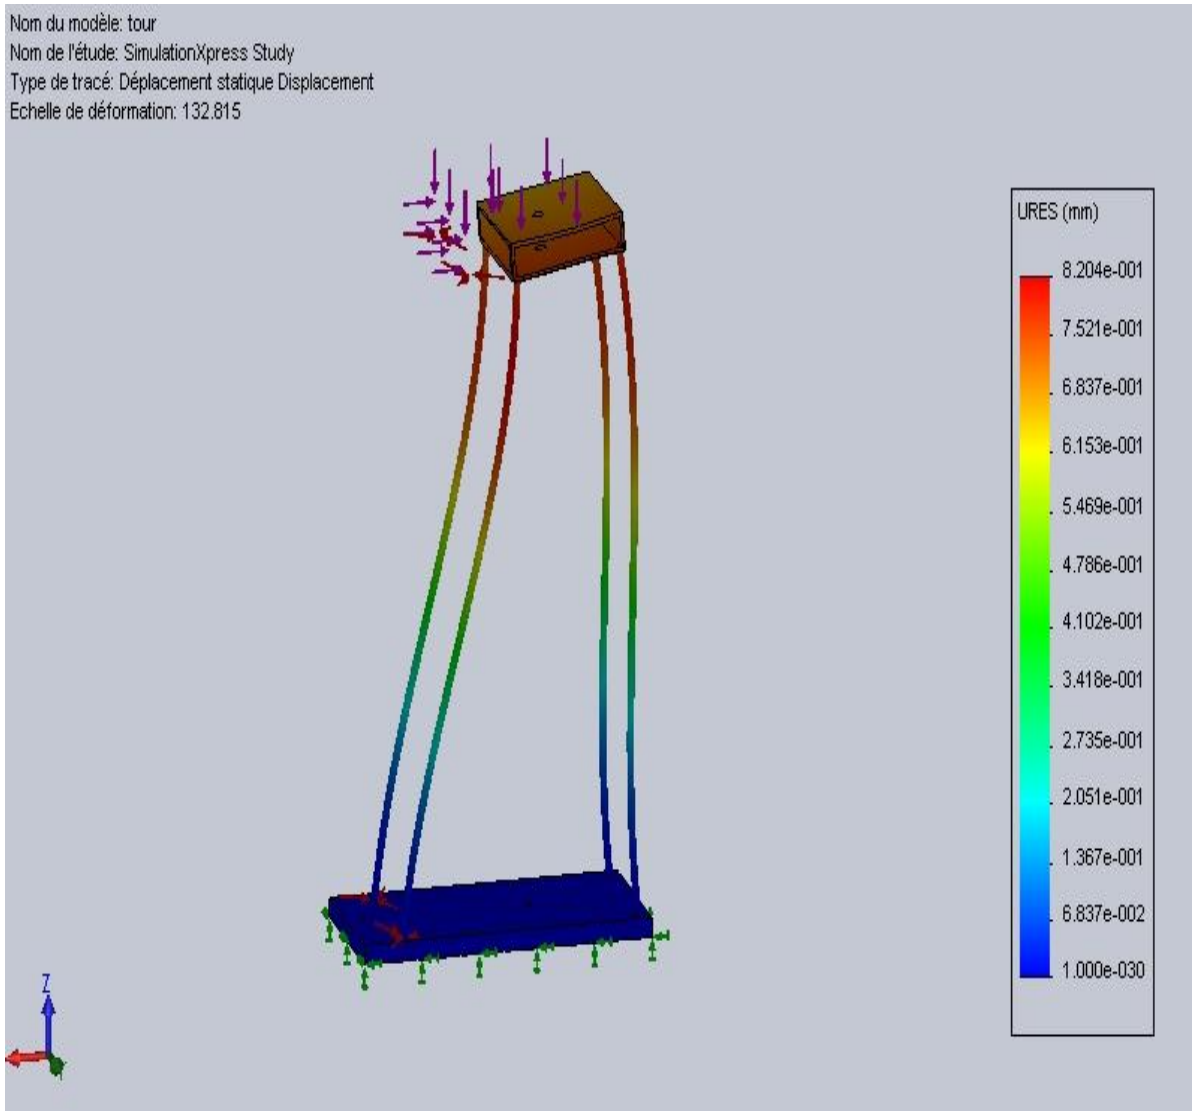 Nom du modèle: tour
Nom de l'étude: SimulationXpress Study
Type de tracé: Déplacement statique Displacement
Echelle de déformation: 132.815
URES (mm)
8.204e-001
7.521e-001
6.837e-001
6.153e-001
5.469e-001
4.786e-001
4.102e-001
3.418e-001
2.735e-001
2.051e-001
1.367e-001
6.837e-002
1.000e-030
Z